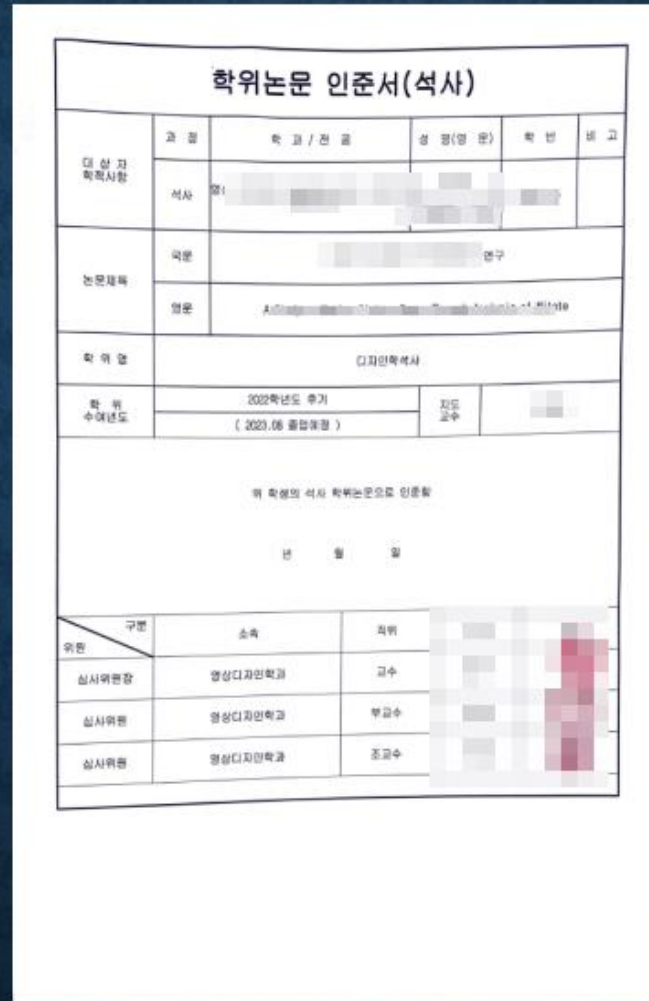 학위논문 인준서(석사)
대 상 자
학적사항
과 정
학 과 / 전 공
성 명(영 문)
학 번
비 고
석사
논문제목
국문
연구
영문
학 위 명
디자인학석사
학 위
수여년도
2022학년도 후기
( 2023.08 졸업예정 )
지도
교수
위 학생의 석사 학위논문으로 인준함
년 월 일
구분
위원
소속
직위
심사위원장
영상디자인학과
교수
심사위원
영상디자인학과
부교수
심사위원
영상디자인학과
조교수